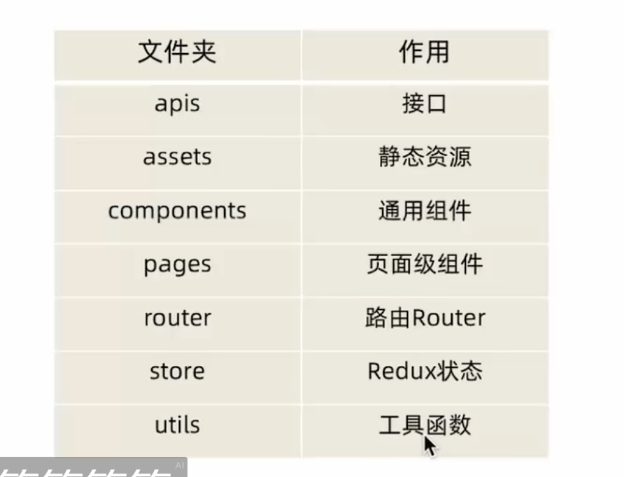 文件夹 作用
apis 接口
assets 静态资源
components 通用组件
pages 页面级组件
router 路由Router
store Redux状态
utils 工具函数
AI